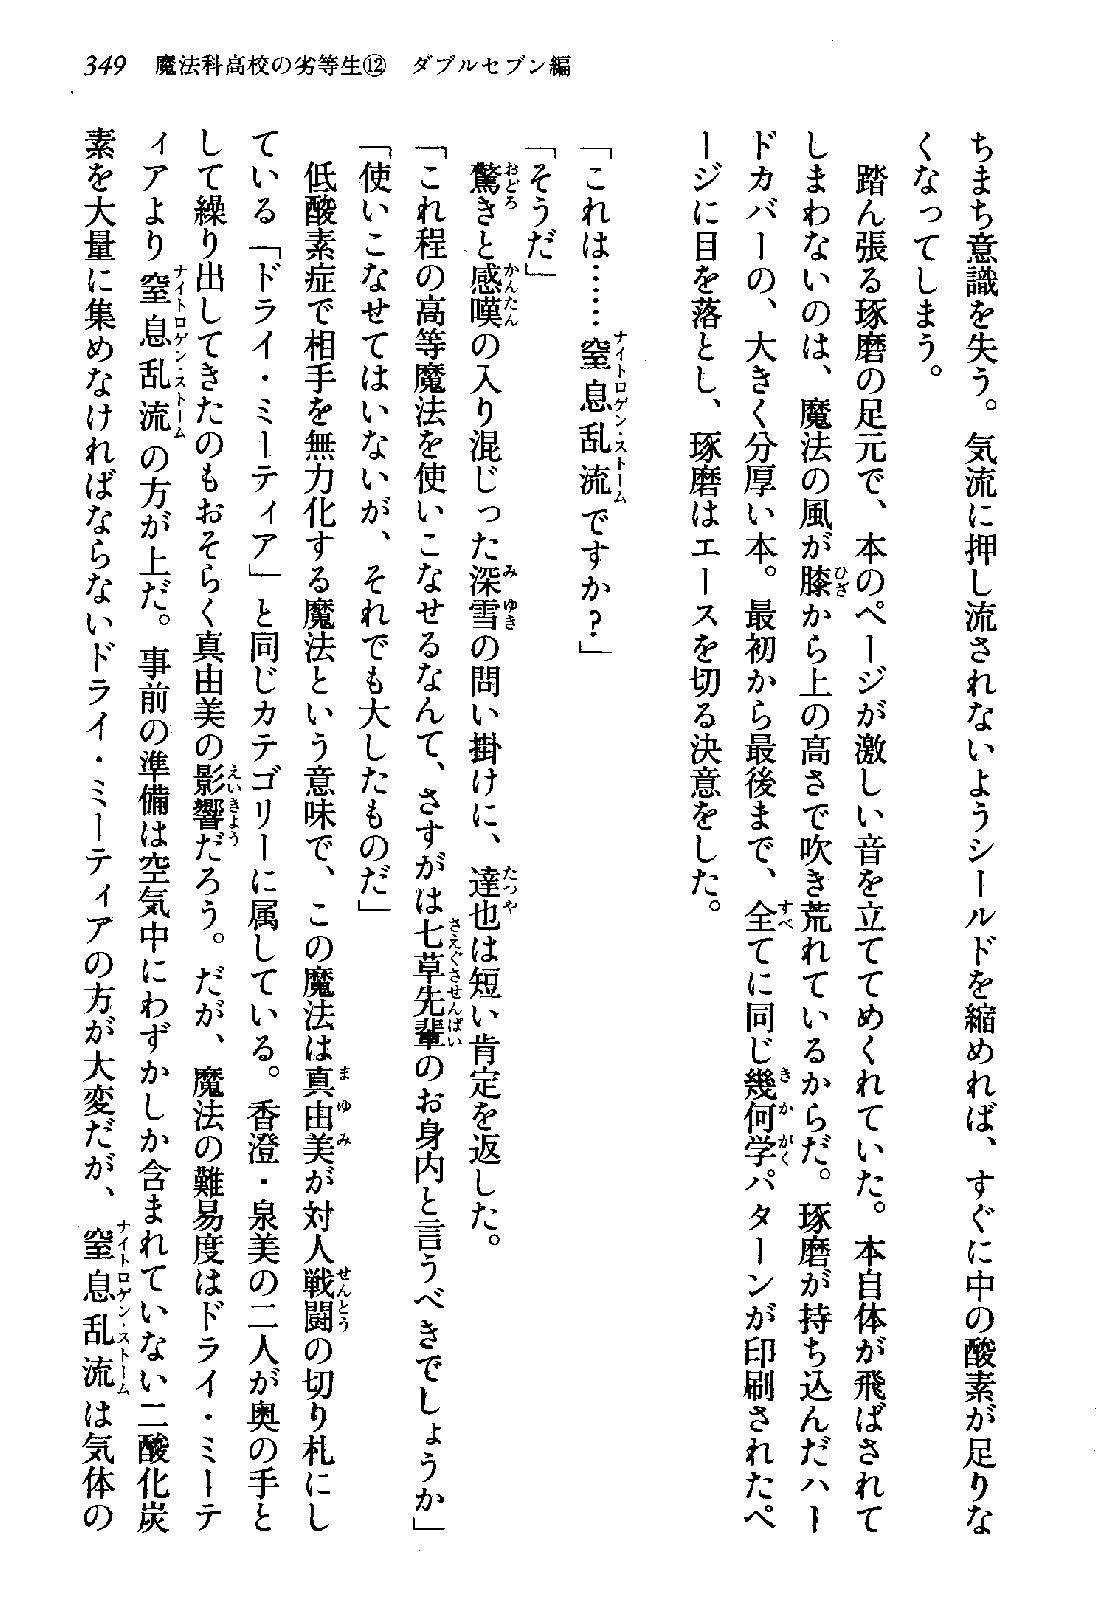 349 魔法科高校の劣等生⑫ ダブルセブン編
ちまち意識を失う。気流に押し流されないようシールドを縮めれば、すぐに中の酸素が足りな
くなってしまう。
踏ん張る琢磨の足元で、本のページが激しい音を立ててめくれていた。本自体が飛ばされて
しまわないのは、魔法の風が膝から上の高さで吹き荒れているからだ。琢磨が持ち込んだハー
ドカバーの、大きく分厚い本。最初から最後まで、全てに同じ幾何学パターンが印刷されたペ
ージに目を落とし、琢磨はエースを切る決意をした。
「これは……窒息乱流ですか？」
「そうだ」
驚きと感嘆の入り混じった深雪の問い掛けに、達也は短い肯定を返した。
「これ程の高等魔法を使いこなせるなんて、さすがは七草先輩のお身内と言うべきでしょうか」
「使いこなせてはいないが、それでも大したものだ」
低酸素症で相手を無力化する魔法という意味で、この魔法は真由美が対人戦闘の切り札にし
ている「ドライ・ミーティア」と同じカテゴリーに属している。香澄・泉美の二人が奥の手と
して繰り出してきたのもおそらく真由美の影響だろう。だが、魔法の難易度はドライ・ミーテ
ィアより窒息乱流の方が上だ。事前の準備は空気中にわずかしか含まれていない二酸化炭
素を大量に集めなければならないドライ・ミーティアの方が大変だが、窒息乱流は気体の